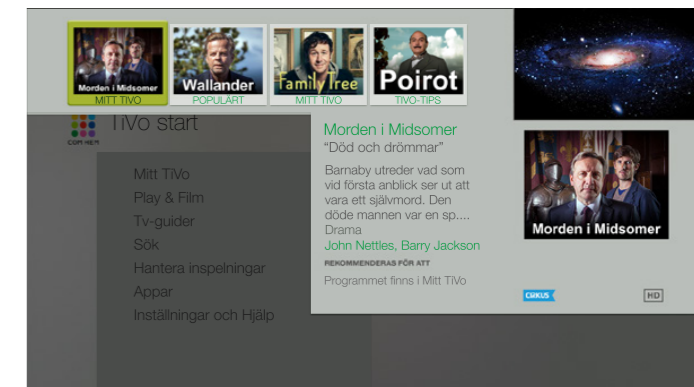 Morden i Midsomer
MITT TIVO
Wallander
POPULÄRT
Family Tree
MITT TIVO
Poirot
TIVO-TIPS
COM HEM
TiVo start
Mitt TiVo
Play & Film
Tv-guider
Sök
Hantera inspelningar
Appar
Inställningar och Hjälp
Morden i Midsomer
"Död och drömmar"
Barnaby utreder vad som
vid första anblick ser ut att
vara ett självmord. Den
döde mannen var en sp....
Drama
John Nettles, Barry Jackson
REKOMMENDERAS FÖR ATT
Programmet finns i Mitt TiVo
Morden i Midsomer
CIRKUS
HD